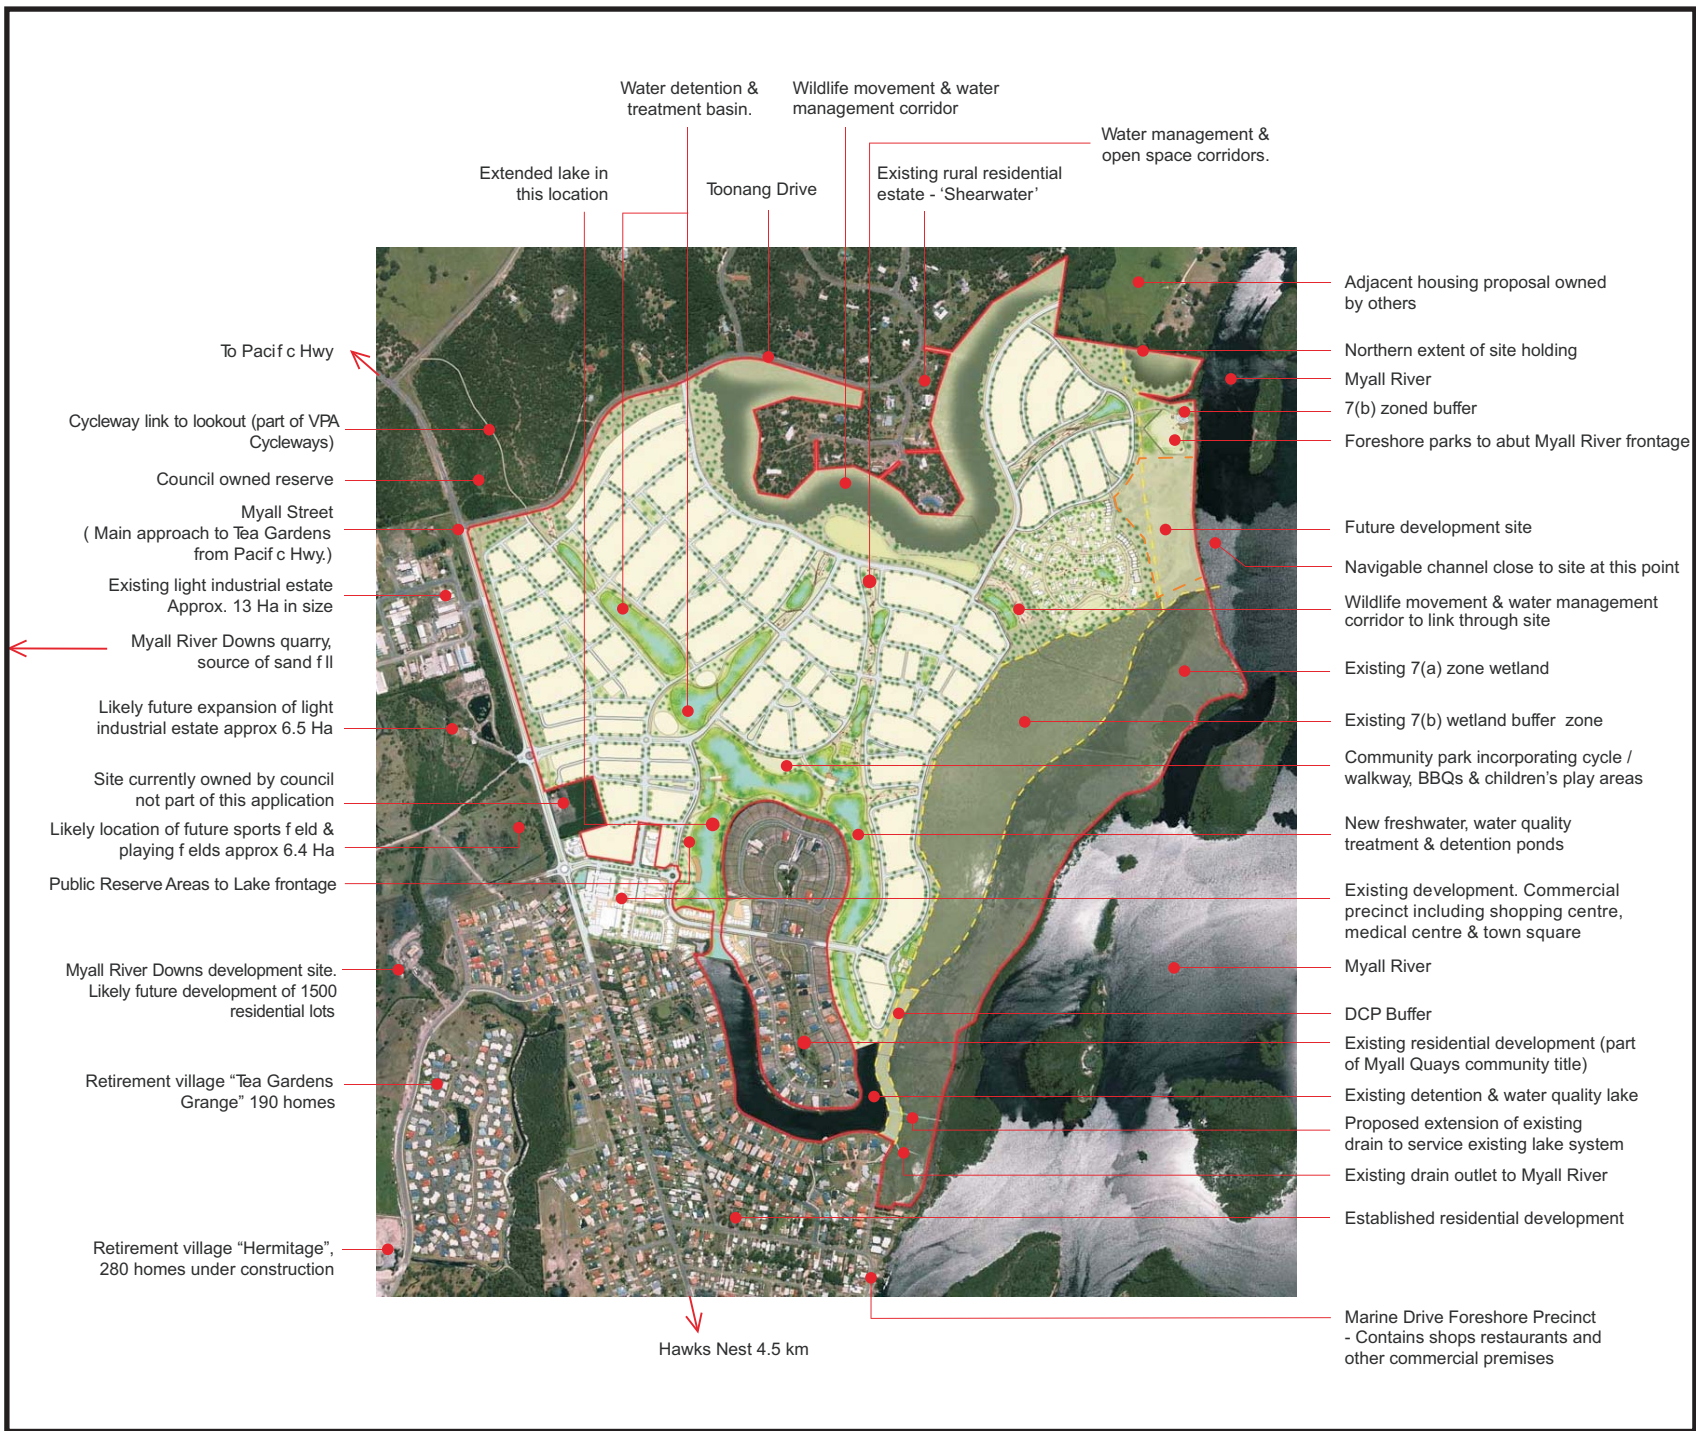 Water detention &
treatment basin.
Wildlife movement & water
management corridor
Water management &
open space corridors.
Extended lake in
this location
Toonang Drive
Existing rural residential
estate - ‘Shearwater’
To Pacif c Hwy
Cycleway link to lookout (part of VPA
Cycleways)
Council owned reserve
Myall Street
( Main approach to Tea Gardens
from Pacif c Hwy.)
Existing light industrial estate
Approx. 13 Ha in size
Myall River Downs quarry,
source of sand f ll
Likely future expansion of light
industrial estate approx 6.5 Ha
Site currently owned by council
not part of this application
Likely location of future sports f eld &
playing f elds approx 6.4 Ha
Public Reserve Areas to Lake frontage
Myall River Downs development site.
Likely future development of 1500
residential lots
Retirement village “Tea Gardens
Grange” 190 homes
Retirement village “Hermitage”,
280 homes under construction
Adjacent housing proposal owned
by others
Northern extent of site holding
Myall River
7(b) zoned buffer
Foreshore parks to abut Myall River frontage
Future development site
Navigable channel close to site at this point
Wildlife movement & water management
corridor to link through site
Existing 7(a) zone wetland
Existing 7(b) wetland buffer zone
Community park incorporating cycle /
walkway, BBQs & children’s play areas
New freshwater, water quality
treatment & detention ponds
Existing development. Commercial
precinct including shopping centre,
medical centre & town square
Myall River
DCP Buffer
Existing residential development (part
of Myall Quays community title)
Existing detention & water quality lake
Proposed extension of existing
drain to service existing lake system
Existing drain outlet to Myall River
Established residential development
Marine Drive Foreshore Precinct
- Contains shops restaurants and
other commercial premises
Hawks Nest 4.5 km